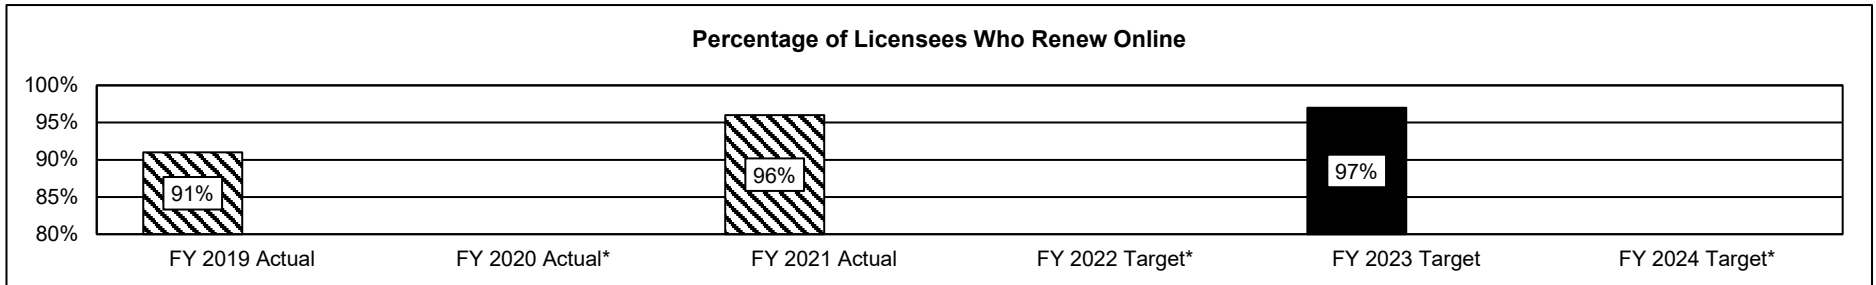 Percentage of Licensees Who Renew Online
100%
95%
90%
85%
80%
91%
96%
97%
FY 2019 Actual
FY 2020 Actual*
FY 2021 Actual
FY 2022 Target*
FY 2023 Target
FY 2024 Target*